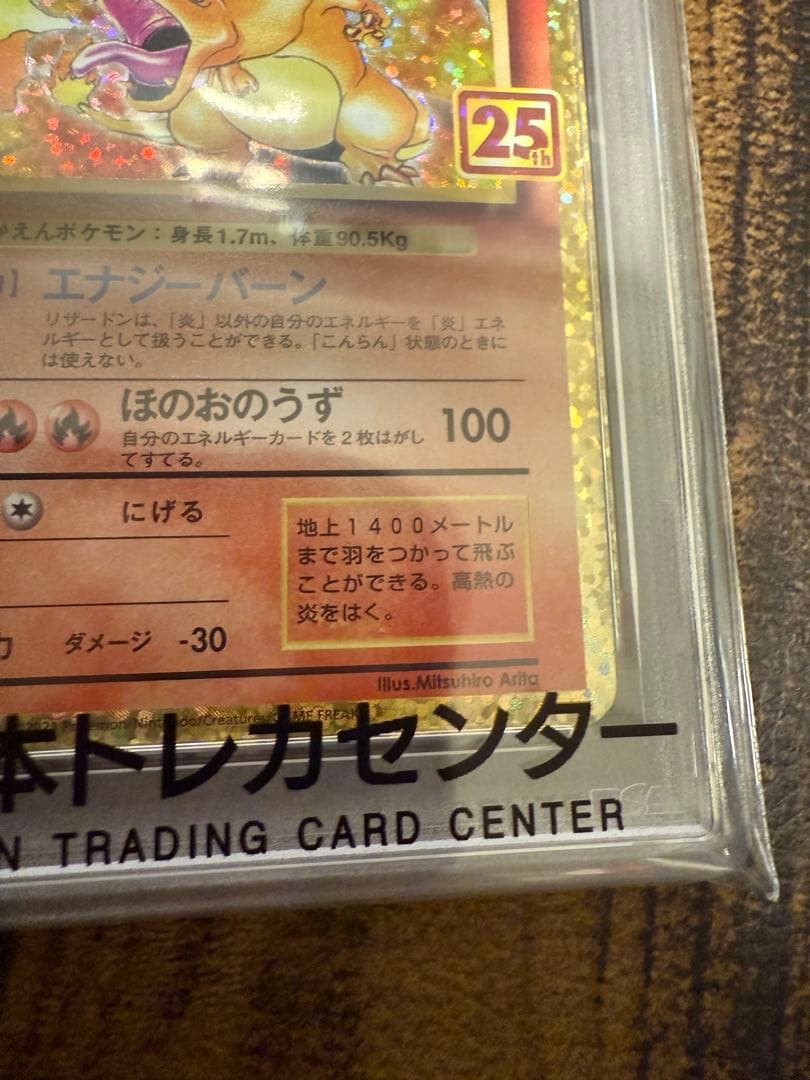 25th
かえんポケモン：身長1.7m、体重90.5Kg
エナジーバーン
リザードンは、「炎」以外の自分のエネルギーを「炎」エネ
ルギーとして扱うことができる。「こんらん」状態のときに
は使えない。
ほのおのうず 100
自分のエネルギーカードを２枚はがし
てすてる。
にげる
地上１４００メートル
まで羽をつかって飛ぶ
ことができる。高熱の
炎をはく。
力 ダメージ -30
Illus.Mitsuhiro Arita
Pokémon/Nintendo/Creatures/GAME FREAK
本トレカセンター
N TRADING CARD CENTER
PSA